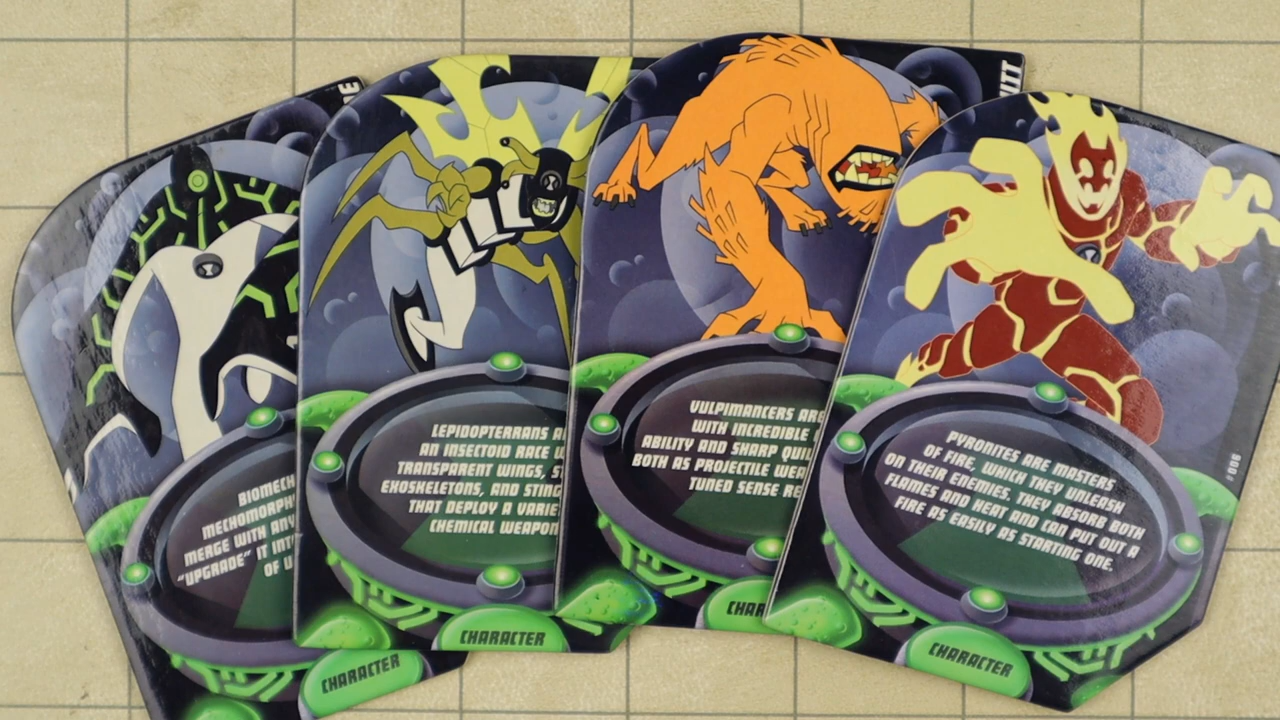 BIOMECH
MECHOMORPH
MERGE WITH ANY
"UPGRADE" IT INT
OF U
CHARACTER
LEPIDOPTERRANS A
AN INSECTOID RACE W
TRANSPARENT WINGS, S
EXOSKELETONS, AND STING
THAT DEPLOY A VARIE
CHEMICAL WEAPON
CHARACTER
VULPIMANCERS ARE
WITH INCREDIBLE
ABILITY AND SHARP QUIL
BOTH AS PROJECTILE WEA
TUNED SENSE RE
CHAR
PYRONITES ARE MASTERS
OF FIRE, WHICH THEY UNLEASH
ON THEIR ENEMIES. THEY ABSORB BOTH
FLAMES AND HEAT AND CAN PUT OUT A
FIRE AS EASILY AS STARTING ONE.
CHARACTER